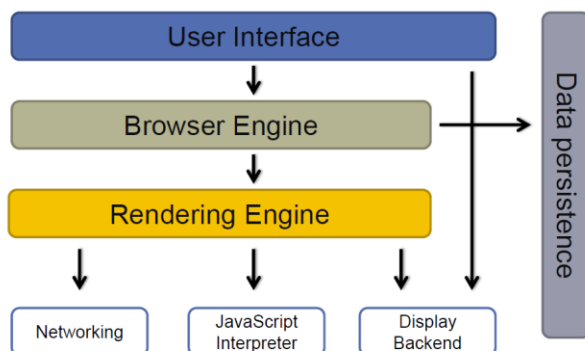 User Interface
Browser Engine
Data persistence
Rendering Engine
Networking
JavaScript
Interpreter
Display
Backend